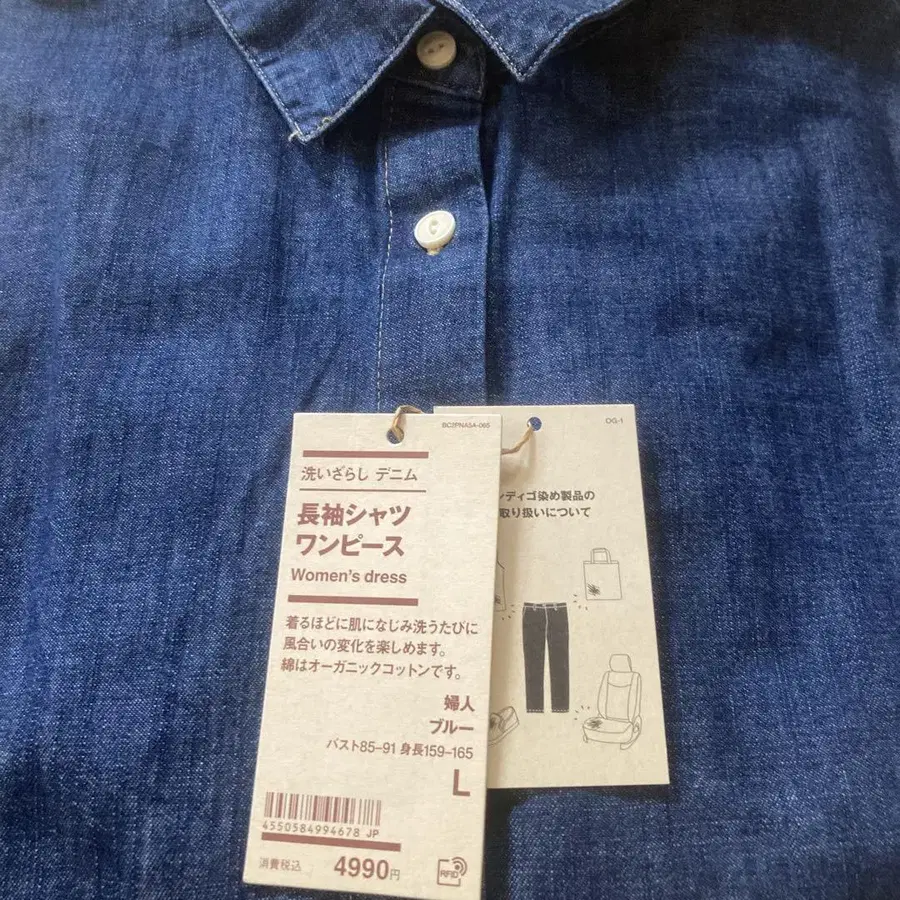 BC2PNA5A-065
洗いざらし デニム
長袖シャツ
ワンピース
Women's dress
着るほどに肌になじみ洗うたびに
風合いの変化を楽しめます。
綿はオーガニックコットンです。
婦人
ブルー
バスト85–91 身長159–165
L
4550584994678 JP
消費税込 4990円
RFID
OG-1
ンディゴ染め製品の
取り扱いについて